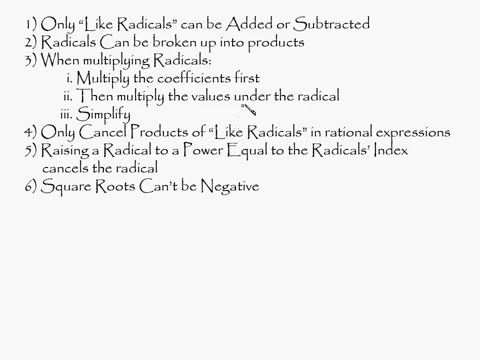 1) Only “Like Radicals” can be Added or Subtracted
2) Radicals Can be broken up into products
3) When multiplying Radicals:
i. Multiply the coefficients first
ii. Then multiply the values under the radical
iii. Simplify
4) Only Cancel Products of “Like Radicals” in rational expressions
5) Raising a Radical to a Power Equal to the Radicals’ Index
cancels the radical
6) Square Roots Can’t be Negative